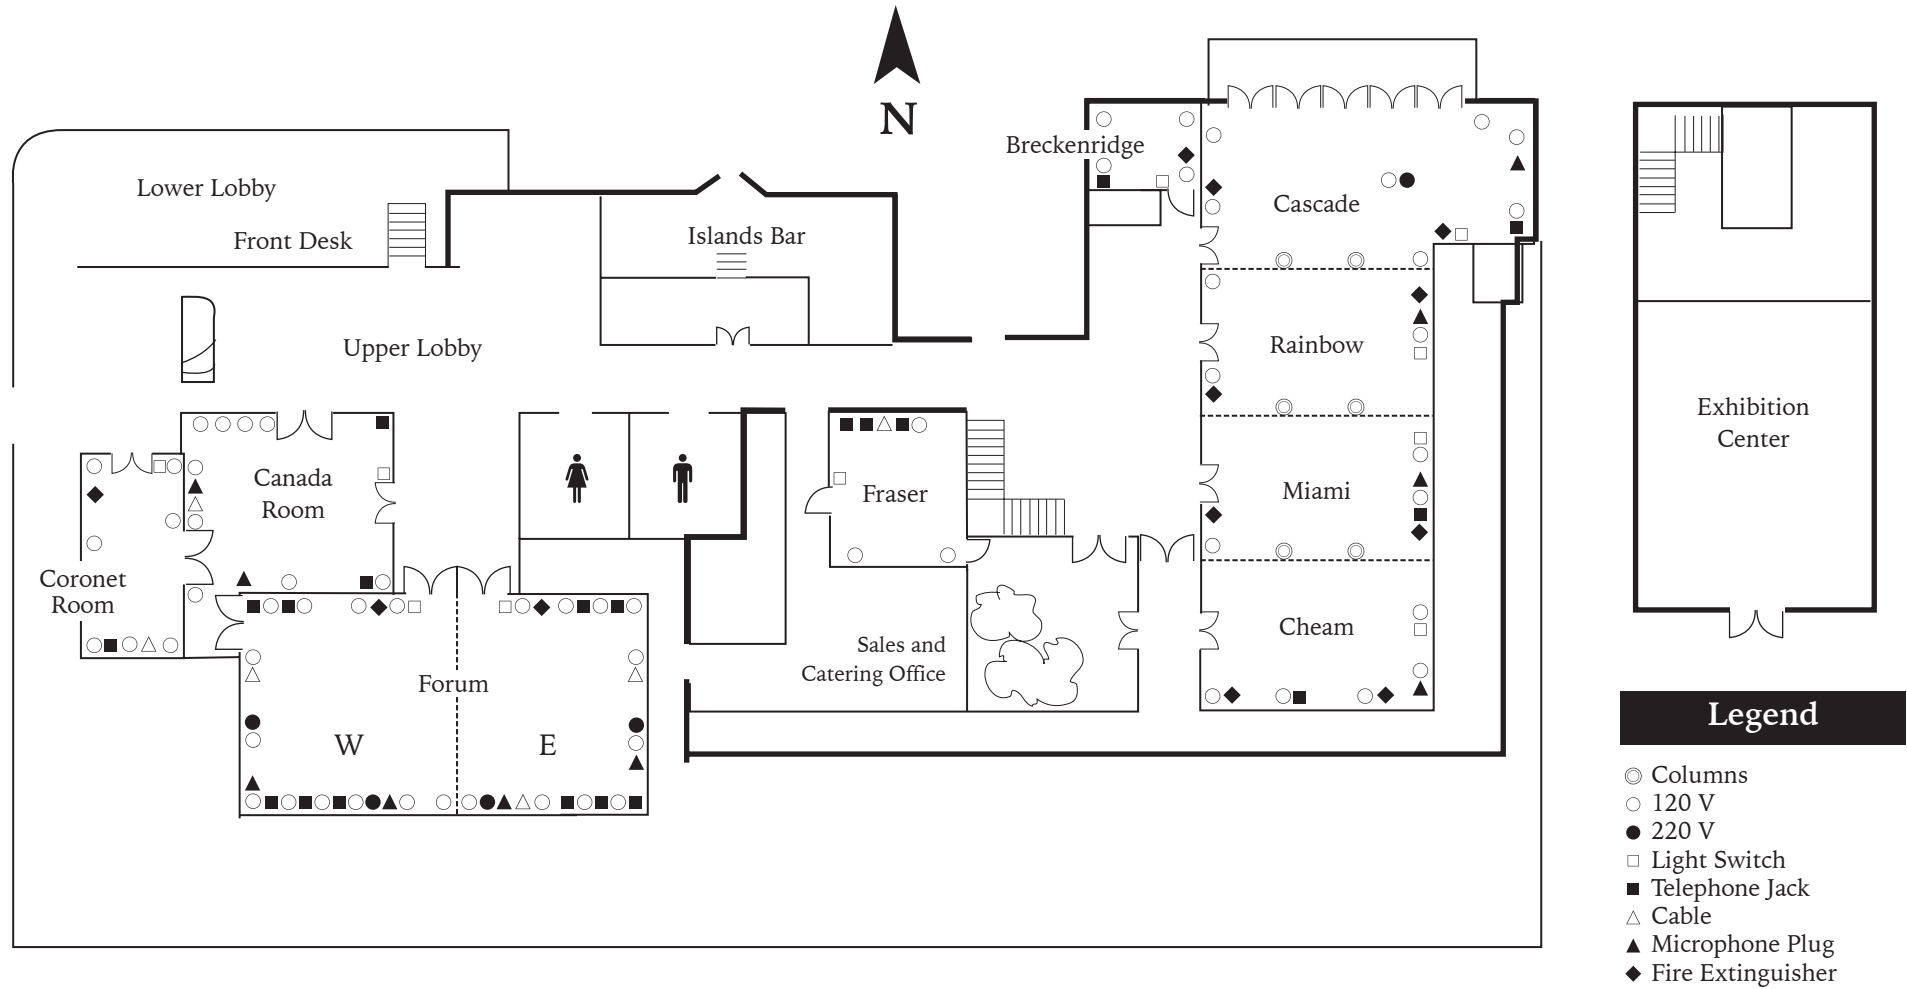 N
Breckenridge
Lower Lobby
Cascade
Front Desk
Islands Bar
Upper Lobby
Rainbow
Exhibition
Center
Canada
Room
Fraser
Miami
Coronet
Room
Cheam
Sales and
Catering Office
Forum
W
E
Legend
Columns
120 V
220 V
Light Switch
Telephone Jack
Cable
Microphone Plug
Fire Extinguisher